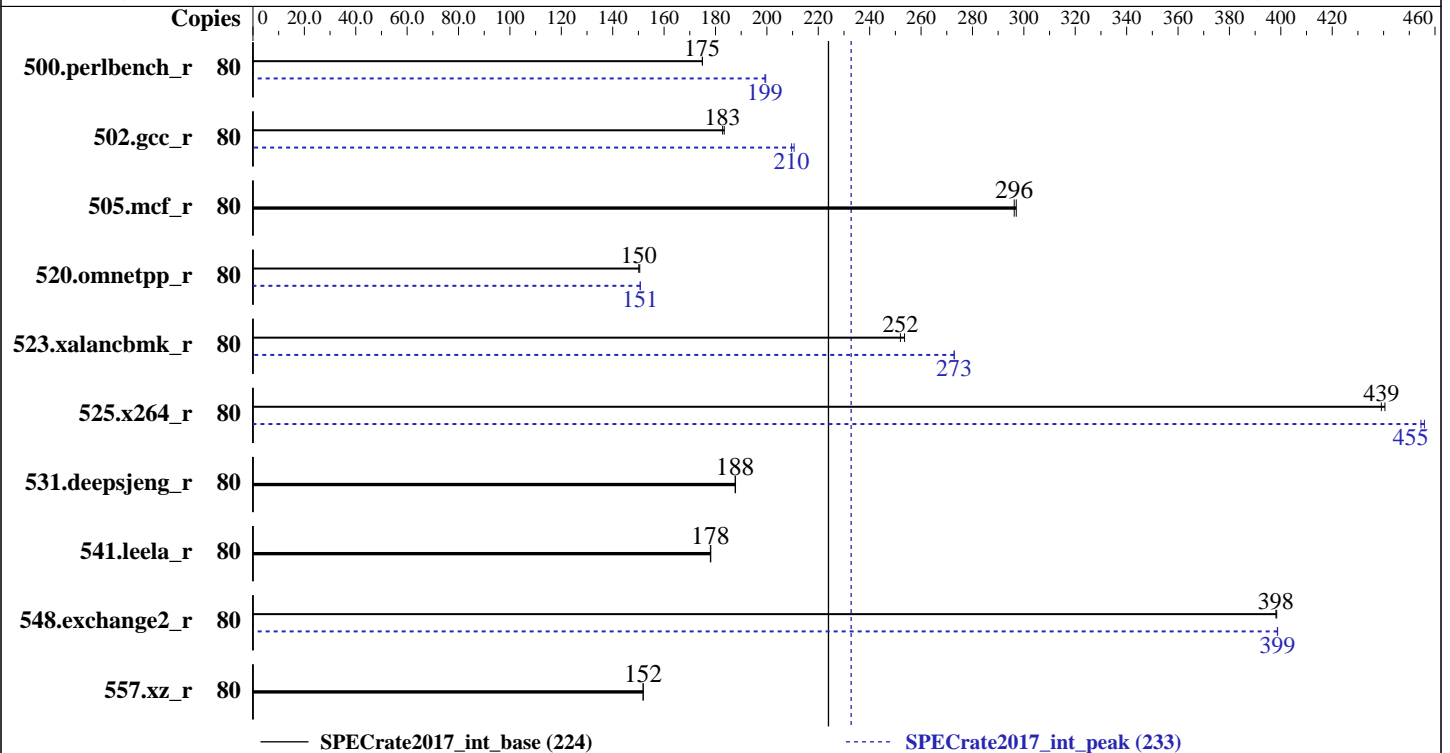 Copies 0 20.0 40.0 60.0 80.0 100 120 140 160 180 200 220 240 260 280 300 320 340 360 380 400 420 460
500.perlbench_r 80 175
199
502.gcc_r 80 183
210
505.mcf_r 80 296
520.omnetpp_r 80 150
151
523.xalancbmk_r 80 252
273
525.x264_r 80 439
455
531.deepsjeng_r 80 188
541.leela_r 80 178
548.exchange2_r 80 398
399
557.xz_r 80 152
SPECrate2017_int_base (224) SPECrate2017_int_peak (233)